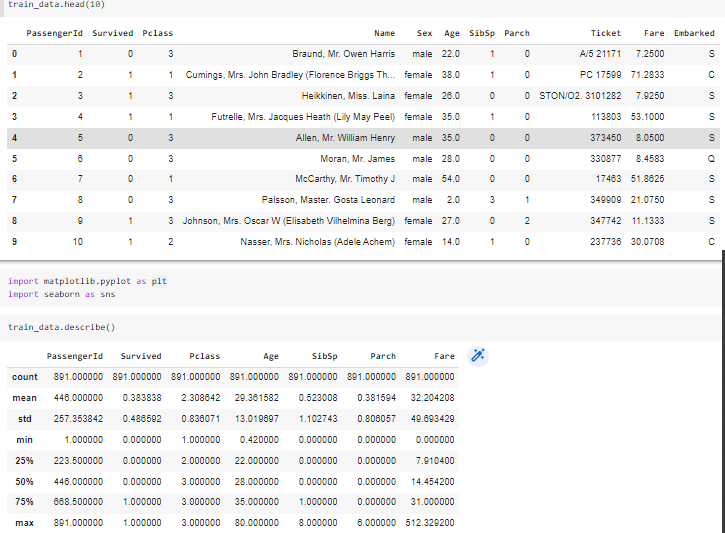 train_data.head(10)
PassengerId Survived Pclass Name Sex Age SibSp Parch Ticket Fare Embarked
0 1 0 3 Braund, Mr. Owen Harris male 22.0 1 0 A/5 21171 7.2500 S
1 2 1 1 Cumings, Mrs. John Bradley (Florence Briggs Th... female 38.0 1 0 PC 17599 71.2833 C
2 3 1 3 Heikkinen, Miss. Laina female 26.0 0 0 STON/O2. 3101282 7.9250 S
3 4 1 1 Futrelle, Mrs. Jacques Heath (Lily May Peel) female 35.0 1 0 113803 53.1000 S
4 5 0 3 Allen, Mr. William Henry male 35.0 0 0 373450 8.0500 S
5 6 0 3 Moran, Mr. James male 28.0 0 0 330877 8.4583 Q
6 7 0 1 McCarthy, Mr. Timothy J male 54.0 0 0 17463 51.8625 S
7 8 0 3 Palsson, Master. Gosta Leonard male 2.0 3 1 349909 21.0750 S
8 9 1 3 Johnson, Mrs. Oscar W (Elisabeth Vilhelmina Berg) female 27.0 0 2 347742 11.1333 S
9 10 1 2 Nasser, Mrs. Nicholas (Adele Achem) female 14.0 1 0 237736 30.0708 C
import matplotlib.pyplot as plt
import seaborn as sns
train_data.describe()
PassengerId Survived Pclass Age SibSp Parch Fare
count 891.000000 891.000000 891.000000 891.000000 891.000000 891.000000 891.000000
mean 446.000000 0.383838 2.308642 29.361582 0.523008 0.381594 32.204208
std 257.353842 0.486592 0.836071 13.019697 1.102743 0.806057 49.693429
min 1.000000 0.000000 1.000000 0.420000 0.000000 0.000000 0.000000
25% 223.500000 0.000000 2.000000 22.000000 0.000000 0.000000 7.910400
50% 446.000000 0.000000 3.000000 28.000000 0.000000 0.000000 14.454200
75% 668.500000 1.000000 3.000000 35.000000 1.000000 0.000000 31.000000
max 891.000000 1.000000 3.000000 80.000000 8.000000 6.000000 512.329200